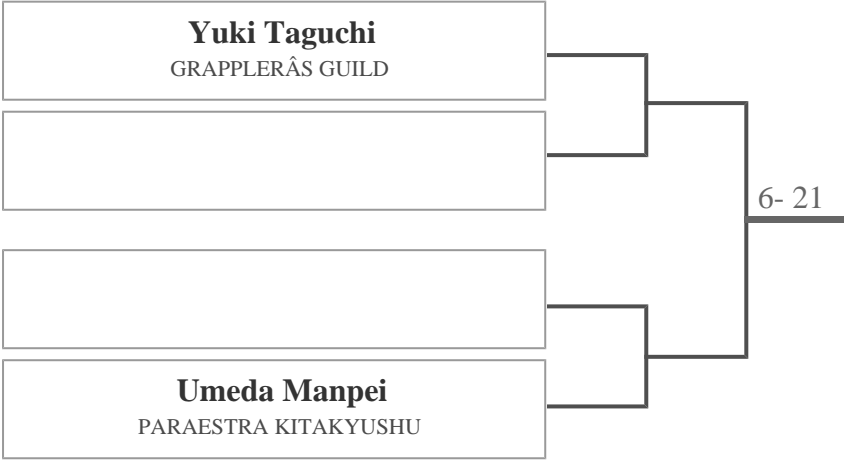 Yuki Taguchi
GRAPPLERÂS GUILD
6- 21
Umeda Manpei
PARAESTRA KITAKYUSHU